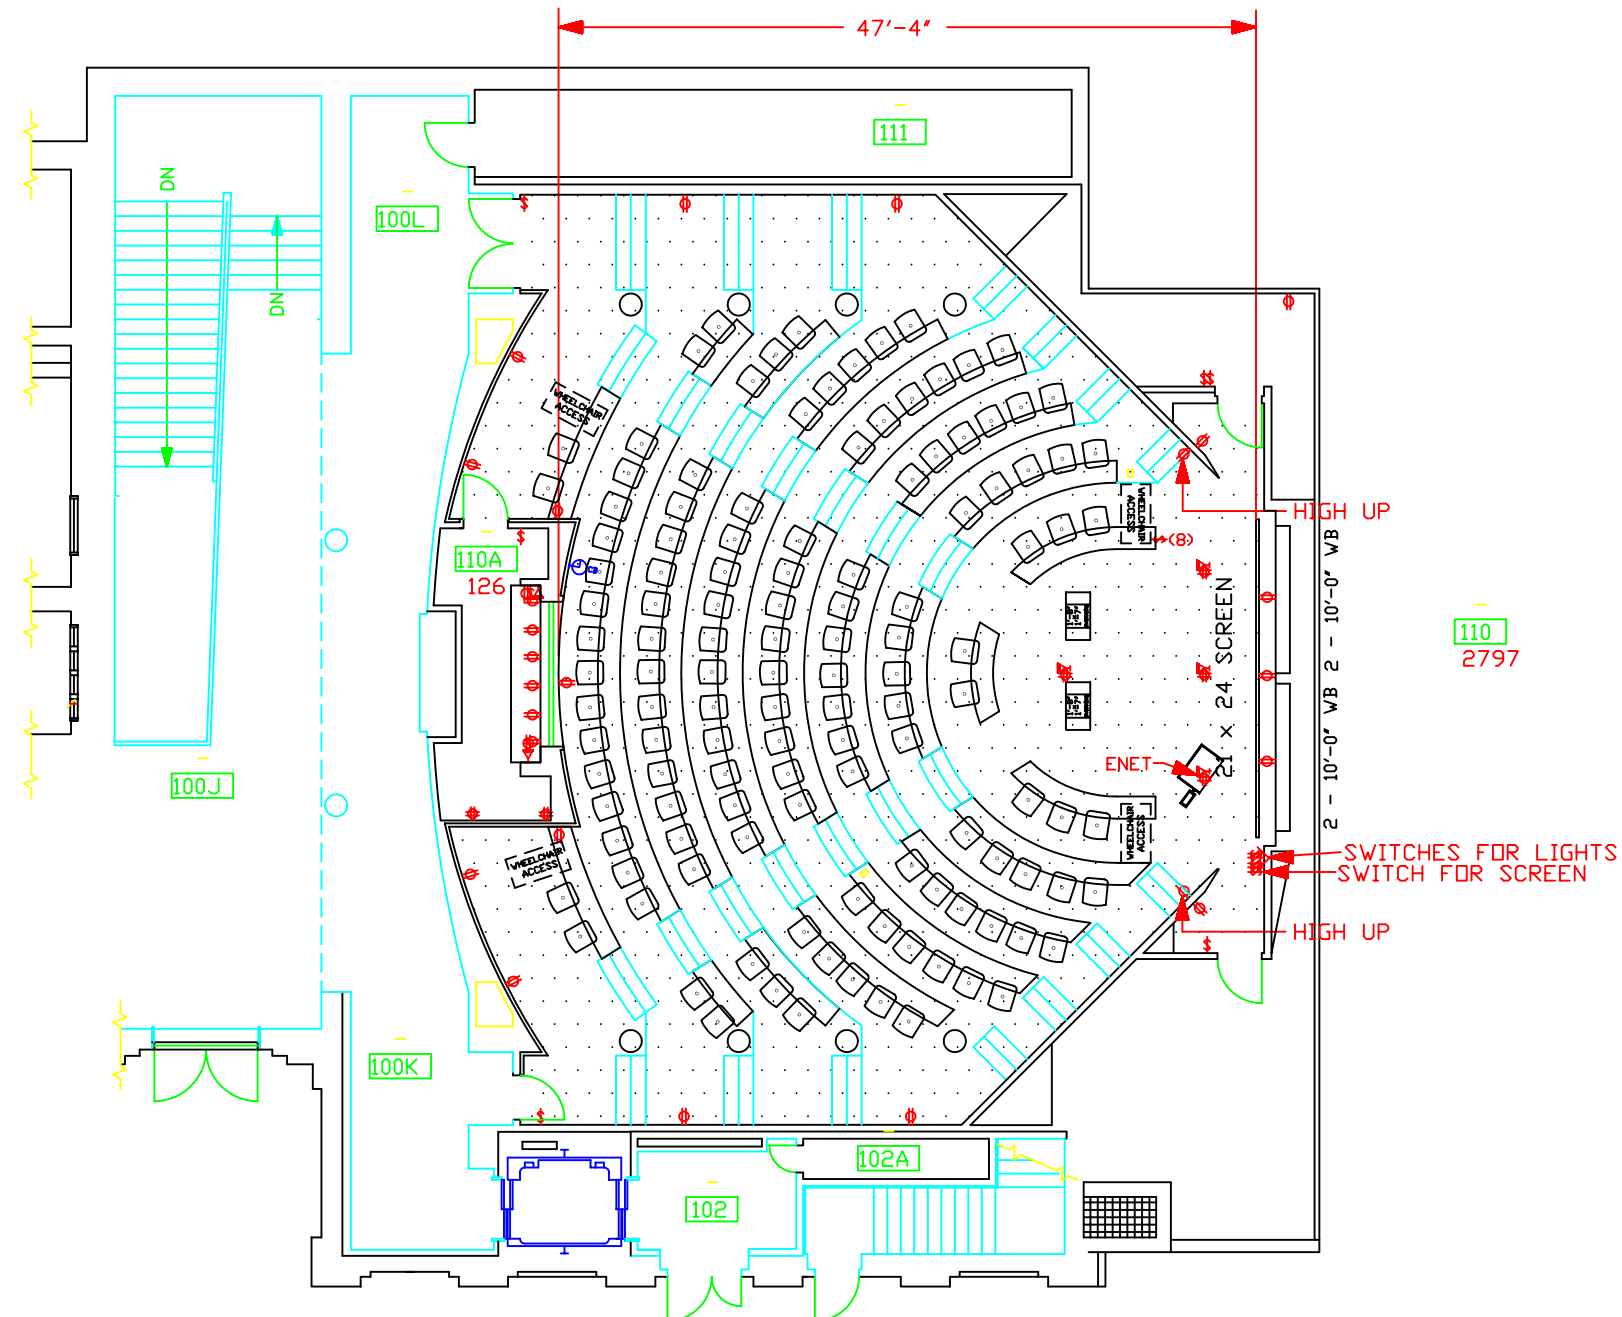 47'-4"
111
DN
100L
DN
WHEELCHAIR
ACCESS
WHEELCHAIR
ACCESS
HIGH UP
(8)
110A
126
CB
21 x 24 SCREEN
2 - 10'-0" WB 2 - 10'-0" WB
110
2797
ENET
100J
WHEELCHAIR
ACCESS
WHEELCHAIR
ACCESS
SWITCHES FOR LIGHTS
SWITCH FOR SCREEN
HIGH UP
100K
102A
102